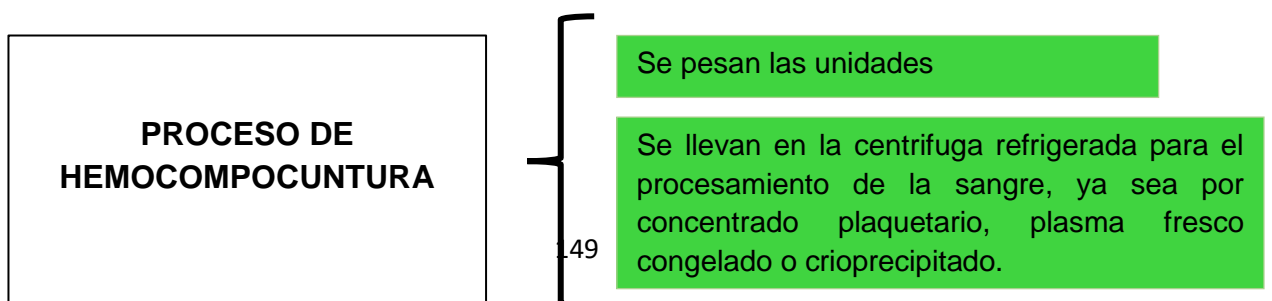 PROCESO DE
HEMOCOMPOCUNTURA
Se pesan las unidades
Se llevan en la centrifuga refrigerada para el
procesamiento de la sangre, ya sea por
concentrado plaquetario, plasma fresco
congelado o crioprecipitado.
149